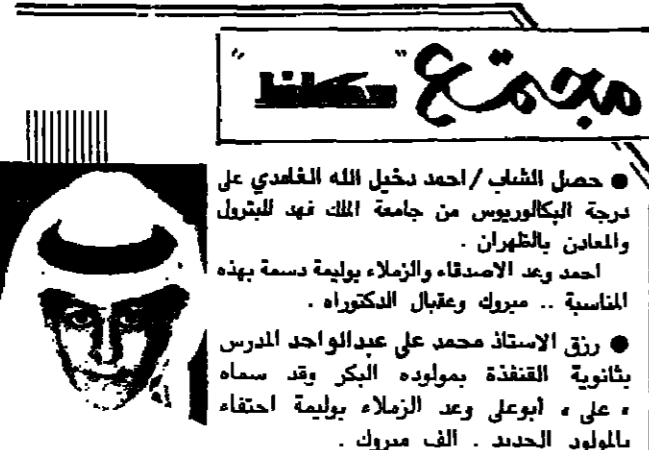 مجتمع "عكاظ"
● حصل الشاب / احمد دخيل الله الغامدي على
درجة البكالوريوس من جامعة الملك فهد للبترول
والمعادن بالظهران .
احمد وعد الاصدقاء والزملاء بوليمة دسمة بهذه
المناسبة .. مبروك وعقبال الدكتوراه .
● رزق الاستاذ محمد علي عبدالواحد المدرس
بثانوية القنفذة بمولوده البكر وقد سماه
« على » أبوعلى وعد الزملاء بوليمة احتفاء
بالمولود الجديد . الف مبروك .